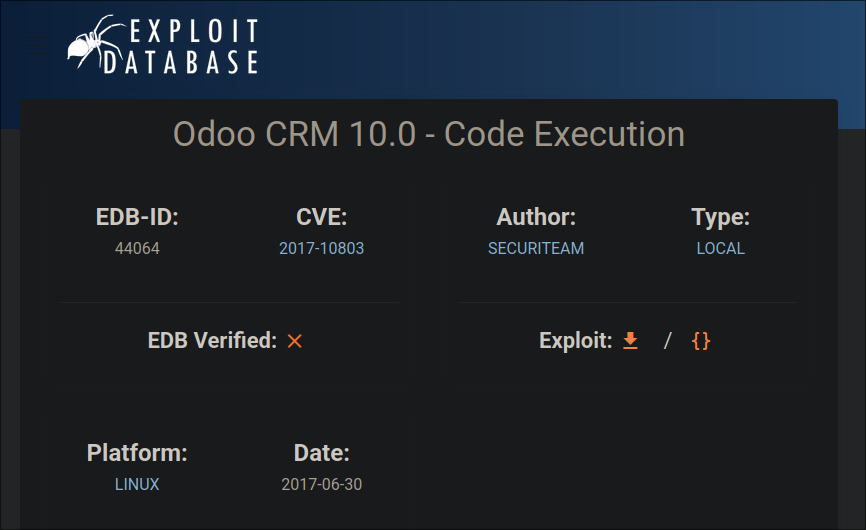 EXPLOIT
DATABASE
Odoo CRM 10.0 - Code Execution
EDB-ID: CVE: Author: Type:
44064 2017-10803 SECURITEAM LOCAL
EDB Verified: Exploit: / {}
Platform: Date:
LINUX 2017-06-30